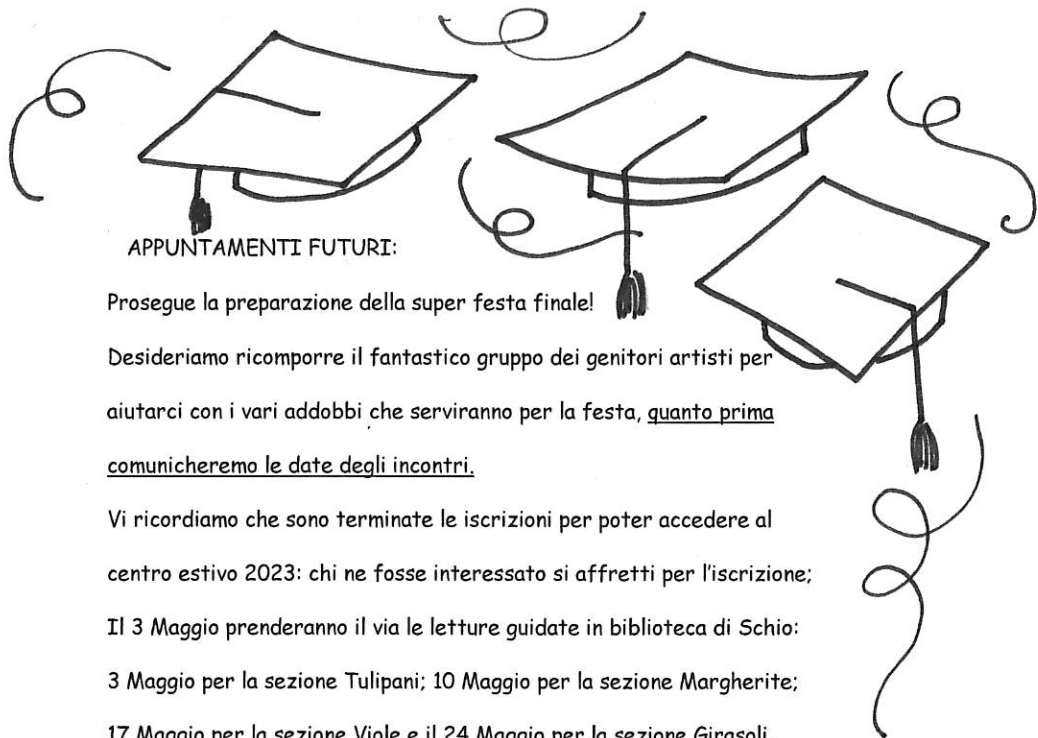 APPUNTAMENTI FUTURI:
Prosegue la preparazione della super festa finale!
Desideriamo ricomporre il fantastico gruppo dei genitori artisti per
aiutarci con i vari addobbi che serviranno per la festa, quanto prima
comunicheremo le date degli incontri.
Vi ricordiamo che sono terminate le iscrizioni per poter accedere al
centro estivo 2023: chi ne fosse interessato si affretti per l'iscrizione;
Il 3 Maggio prenderanno il via le letture guidate in biblioteca di Schio:
3 Maggio per la sezione Tulipani; 10 Maggio per la sezione Margherite;
17 Maggio per la sezione Viole e il 24 Maggio per la sezione Girasoli